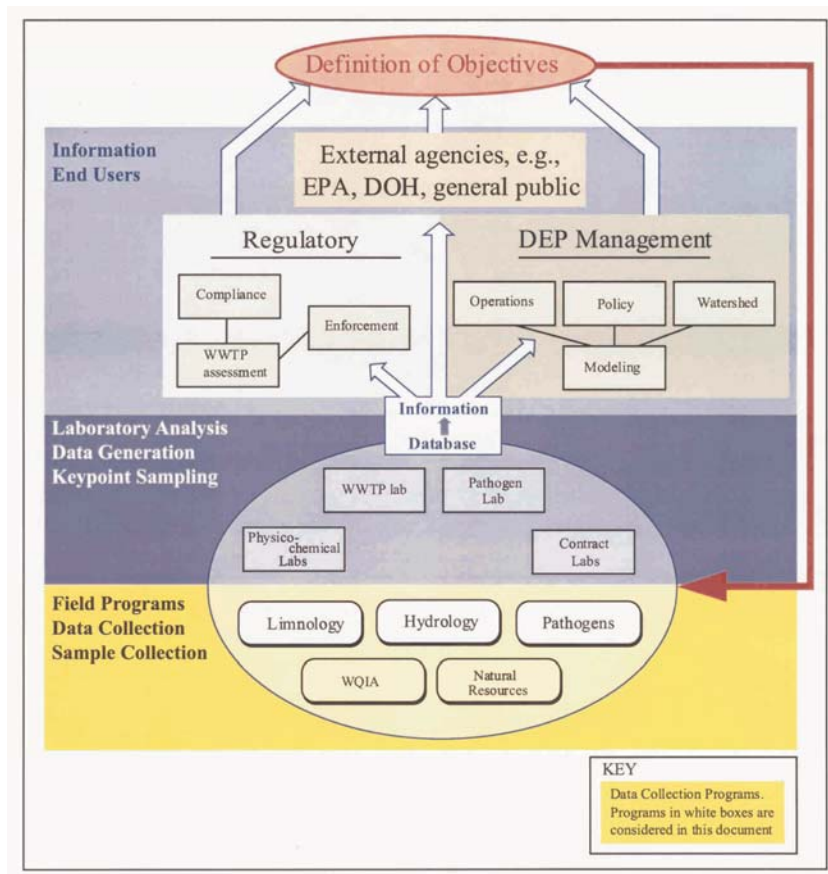 Definition of Objectives
Information
End Users
External agencies, e.g.,
EPA, DOH, general public
Regulatory
Compliance
Enforcement
WWTP
assessment
DEP Management
Operations
Policy
Watershed
Modeling
Information
Database
Laboratory Analysis
Data Generation
Keypoint Sampling
WWTP lab
Pathogen
Lab
Physico-
chemical
Labs
Contract
Labs
Field Programs
Data Collection
Sample Collection
Limnology
Hydrology
Pathogens
WQIA
Natural
Resources
KEY
Data Collection Programs.
Programs in white boxes are
considered in this document